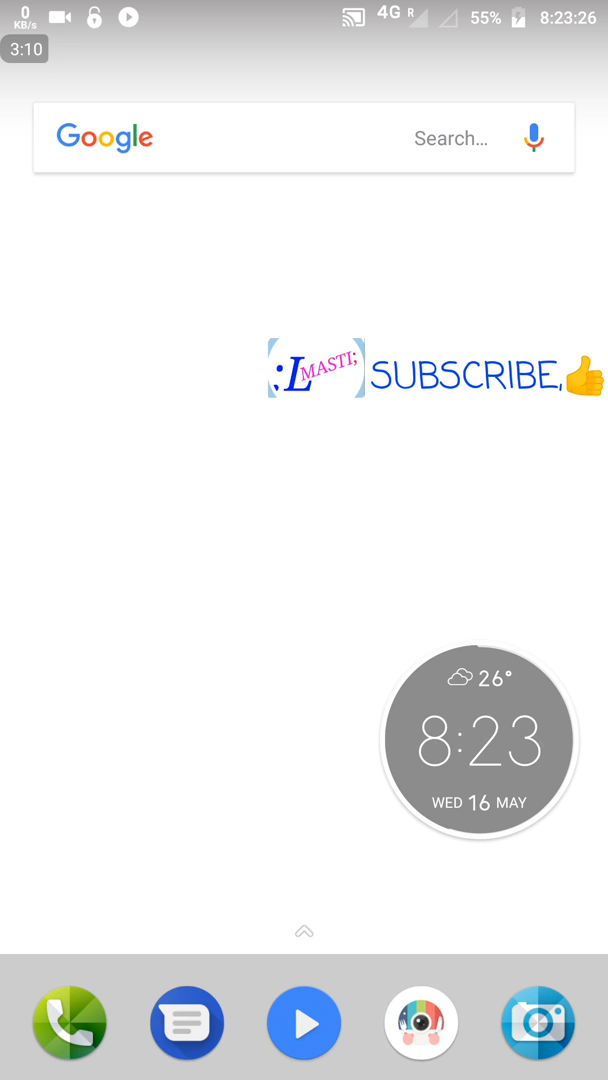 0 KB/s 4G R 55% 8:23:26
3:10
Google Search...
;L MASTI; SUBSCRIBE,👍
26°
8:23
WED 16 MAY